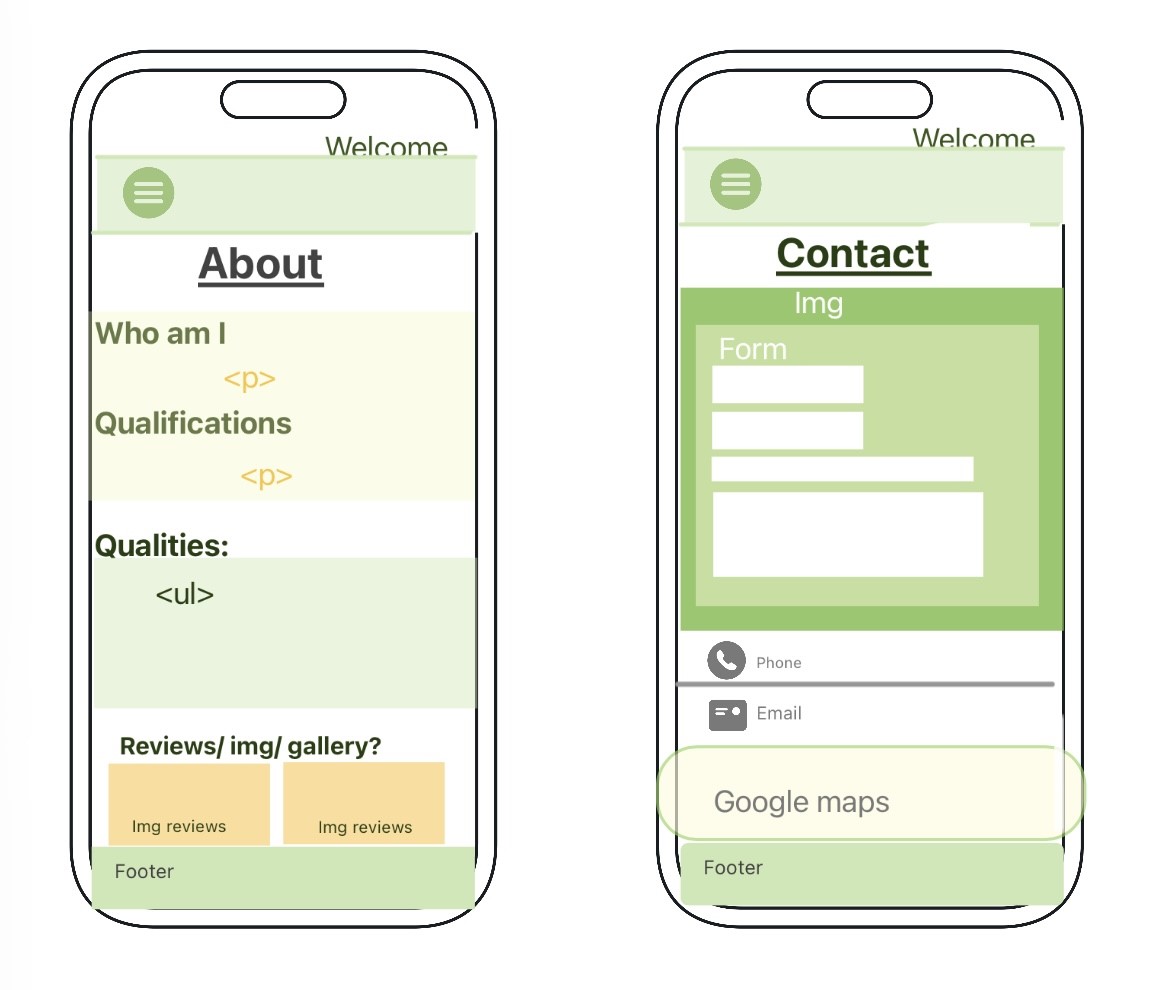 Welcome
About
Who am I
<p>
Qualifications
<p>
Qualities:
<ul>
Reviews/ img/ gallery?
Img reviews
Img reviews
Footer
Welcome
Contact
Img
Form
Phone
Email
Google maps
Footer